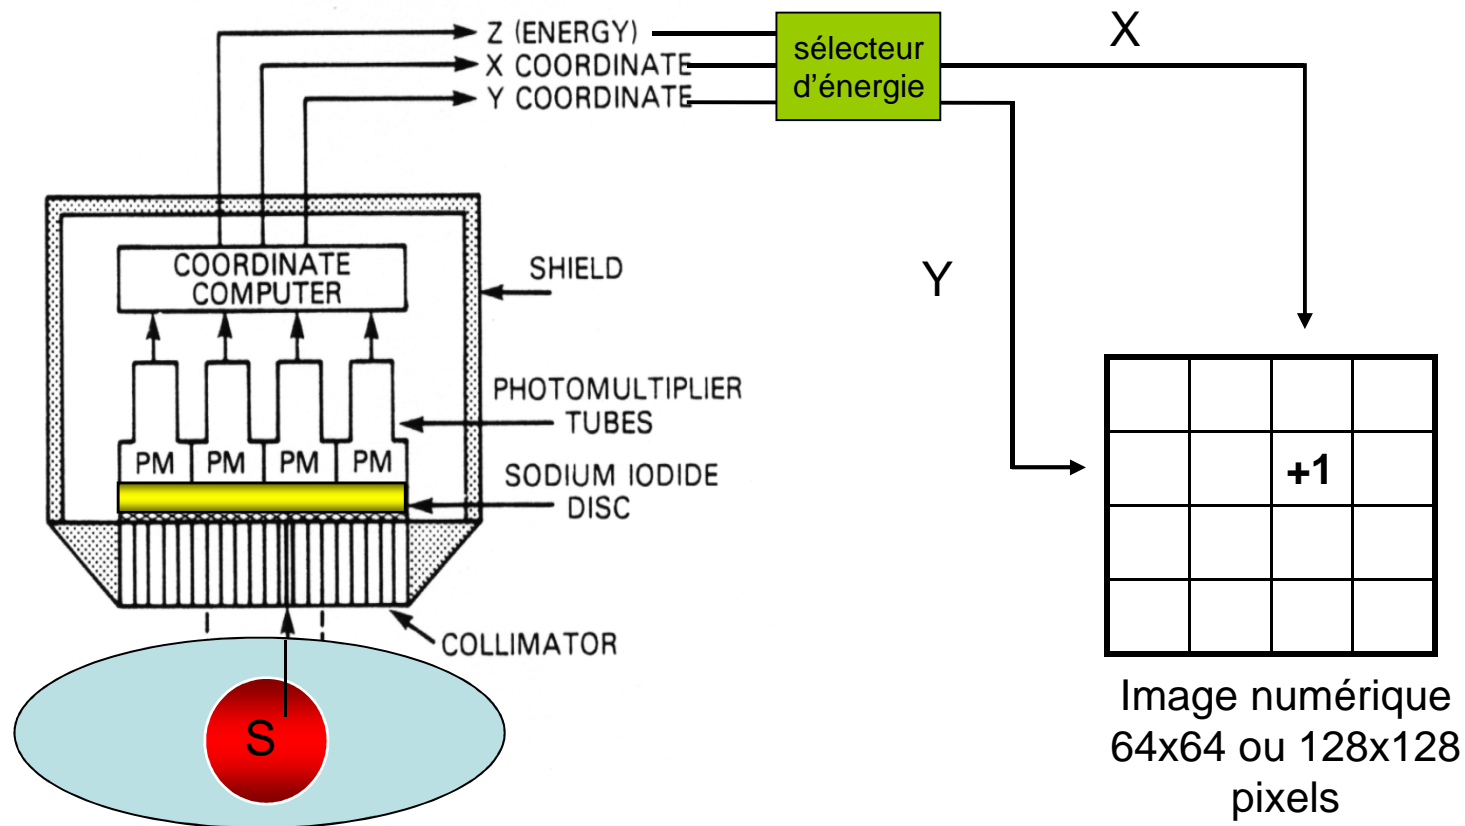 Z (ENERGY)
X COORDINATE
Y COORDINATE
sélecteur
d'énergie
X
Y
COORDINATE
COMPUTER
SHIELD
PHOTOMULTIPLIER
TUBES
PM PM PM PM
SODIUM IODIDE
DISC
+1
COLLIMATOR
S
Image numérique
64x64 ou 128x128
pixels